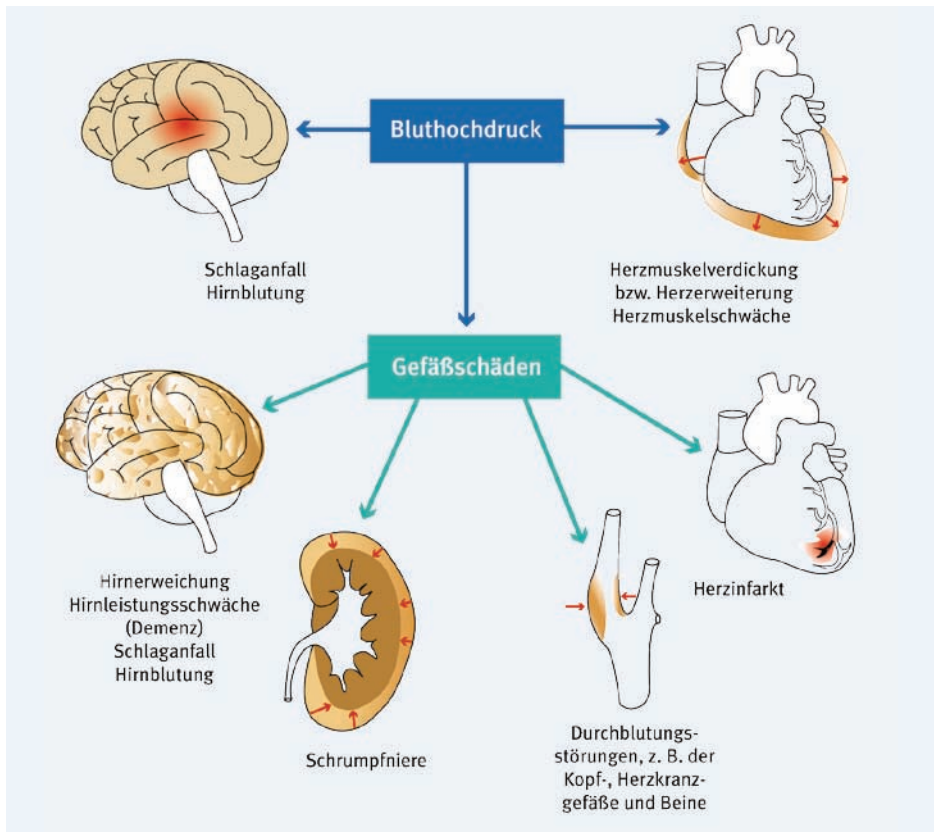 Bluthochdruck
Schlaganfall
Hirnblutung
Herzmuskelverdickung
bzw. Herzerweiterung
Herzmuskelschwäche
Gefäßschäden
Hirnerweichung
Hirnleistungsschwäche
(Demenz)
Schlaganfall
Hirnblutung
Schrumpfniere
Durchblutungs-
störungen, z. B. der
Kopf-, Herzkranz-
gefäße und Beine
Herzinfarkt